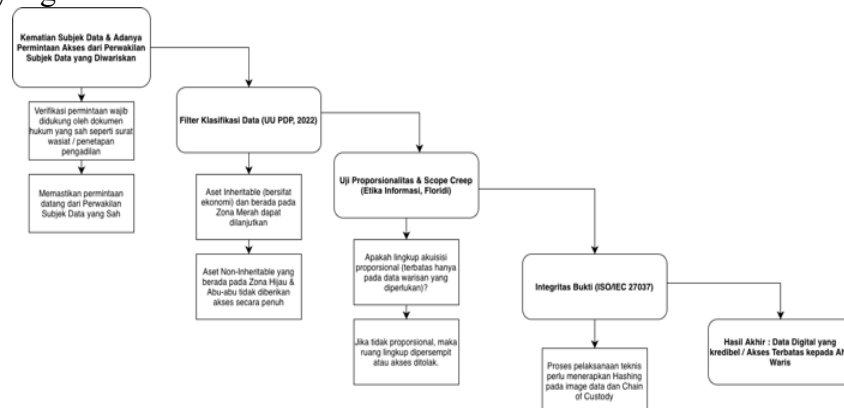 Kematian Subjek Data & Adanya
Permintaan Akses dari Perwakilan
Subjek Data yang Diwariskan
Verifikasi permintaan wajib
didukung oleh dokumen
hukum yang sah seperti surat
wasiat / penetapan
pengadilan
Memastikan permintaan
datang dari Perwakilan
Subjek Data yang Sah
Filter Klasifikasi Data (UU PDP, 2022)
Aset Inheritable (bersifat
ekonomi) dan berada pada
Zona Merah dapat
dilanjutkan
Aset Non-Inheritable yang
berada pada Zona Hijau &
Abu-abu tidak diberikan
akses secara penuh
Uji Proporsionalitas & Scope Creep
(Etika Informasi, Floridi)
Apakah lingkup akuisisi
proporsional (terbatas hanya
pada data warisan yang
diperlukan)?
Jika tidak proporsional, maka
ruang lingkup dipersempit
atau akses ditolak.
Integritas Bukti (ISO/IEC 27037)
Proses pelaksanaan teknis
perlu menerapkan Hashing
pada image data dan Chain
of Custody
Hasil Akhir : Data Digital yang
kredibel / Akses Terbatas kepada
Waris